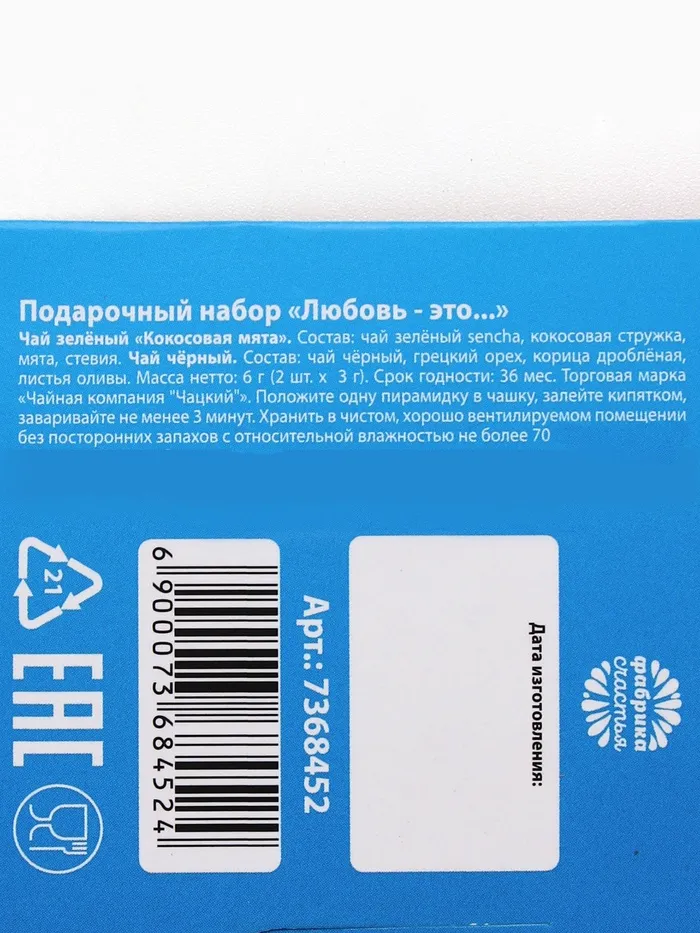 Подарочный набор «Любовь - это...»
Чай зелёный «Кокосовая мята». Состав: чай зелёный sencha, кокосовая стружка,
мята, стевия. Чай чёрный. Состав: чай чёрный, грецкий орех, корица дроблёная,
листья оливы. Масса нетто: 6 г (2 шт. х 3 г). Срок годности: 36 мес. Торговая марка
«Чайная компания "Чацкий"». Положите одну пирамидку в чашку, залейте кипятком,
заваривайте не менее 3 минут. Хранить в чистом, хорошо вентилируемом помещении
без посторонних запахов с относительной влажностью не более 70
21
EAC
6 900073 684524
Арт.: 7368452
Дата изготовления:
фабрика
счастья